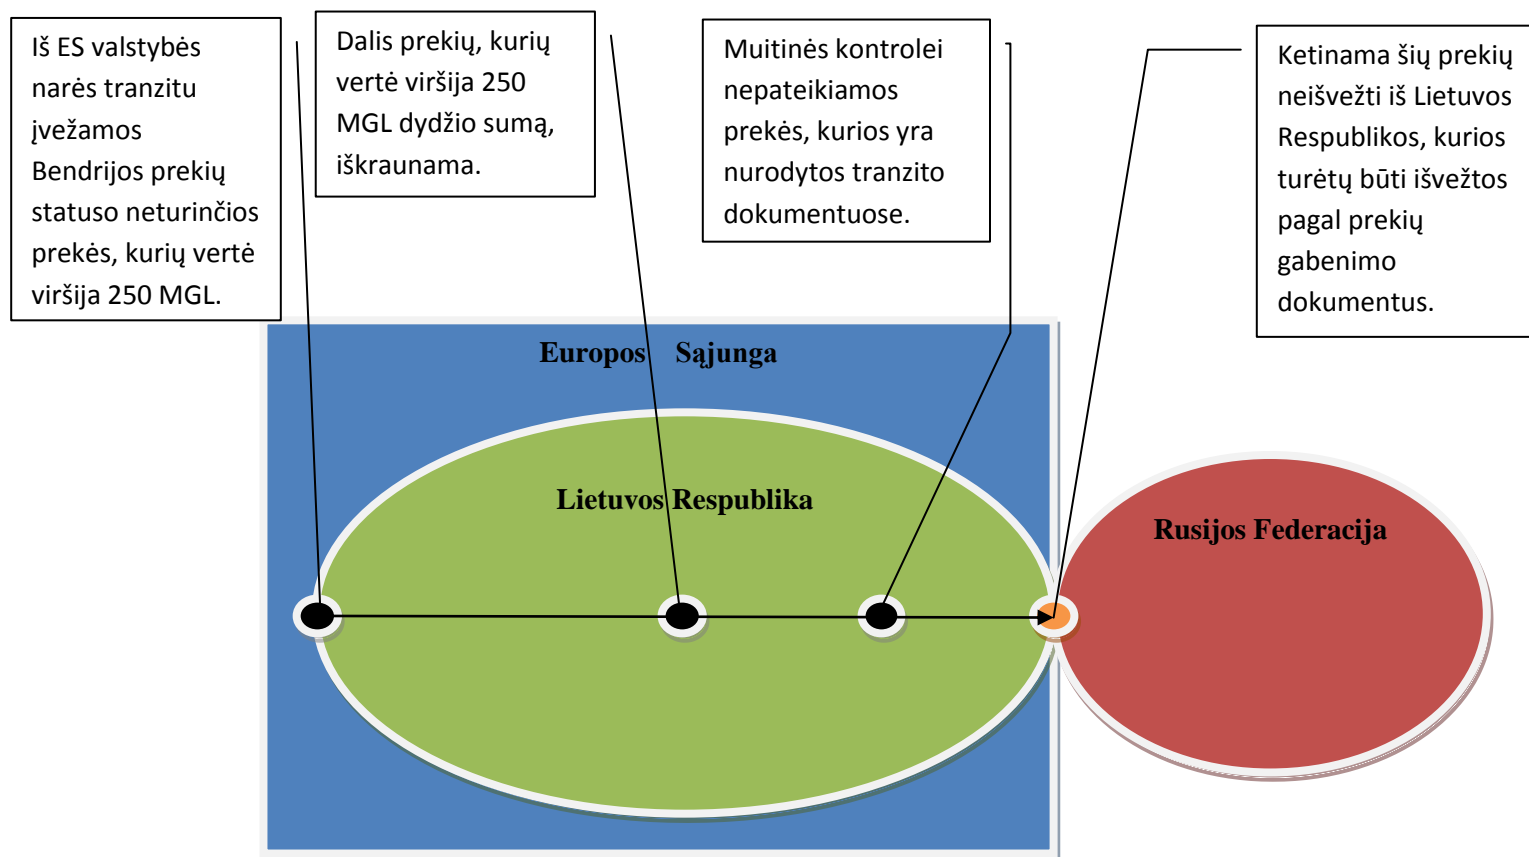 Iš ES valstybės
narės tranzitu
įvežamos
Bendrijos prekių
statuso neturinčios
prekės, kurių vertė
viršija 250 MGL.
Dalis prekių, kurių
vertė viršija 250
MGL dydžio sumą,
iškraunama.
Muitinės kontrolei
nepateikiamos
prekės, kurios yra
nurodytos tranzito
dokumentuose.
Ketinama šių prekių
neišvežti iš Lietuvos
Respublikos, kurios
turėtų būti išvežtos
pagal prekių
gabenimo
dokumentus.
Europos Sąjunga
Lietuvos Respublika
Rusijos Federacija